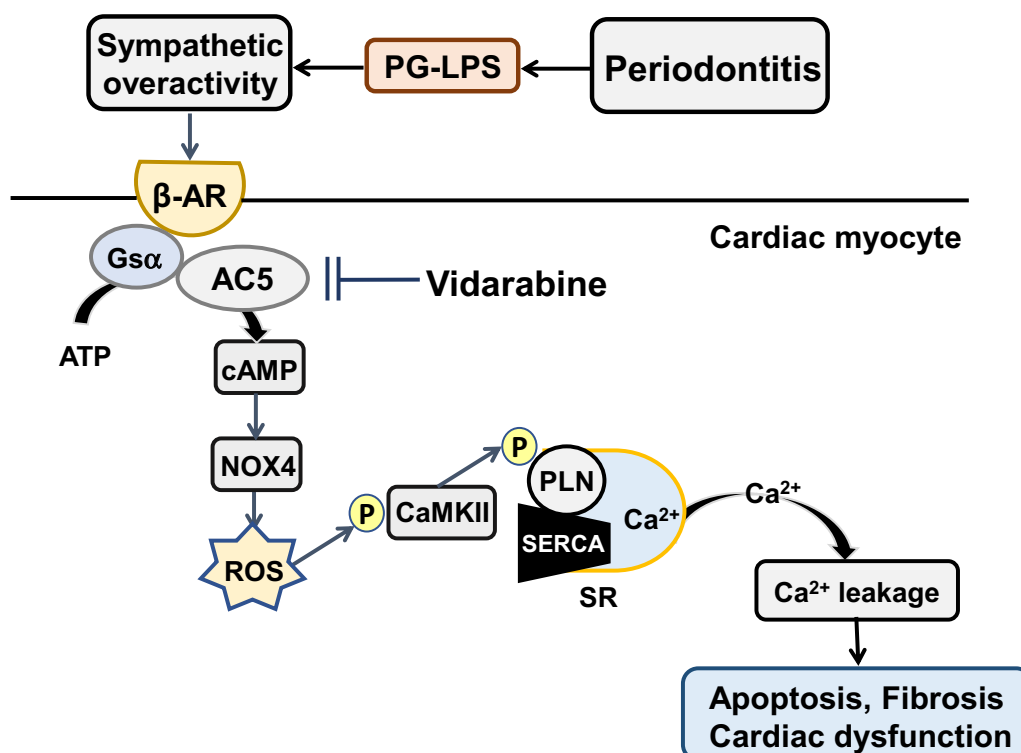 Sympathetic
overactivity
PG-LPS
Periodontitis
β-AR
Cardiac myocyte
Gsα
AC5
Vidarabine
ATP
cAMP
NOX4
P
PLN
P
CaMKII
Ca²⁺
Ca²⁺
SERCA
ROS
SR
Ca²⁺ leakage
Apoptosis, Fibrosis
Cardiac dysfunction